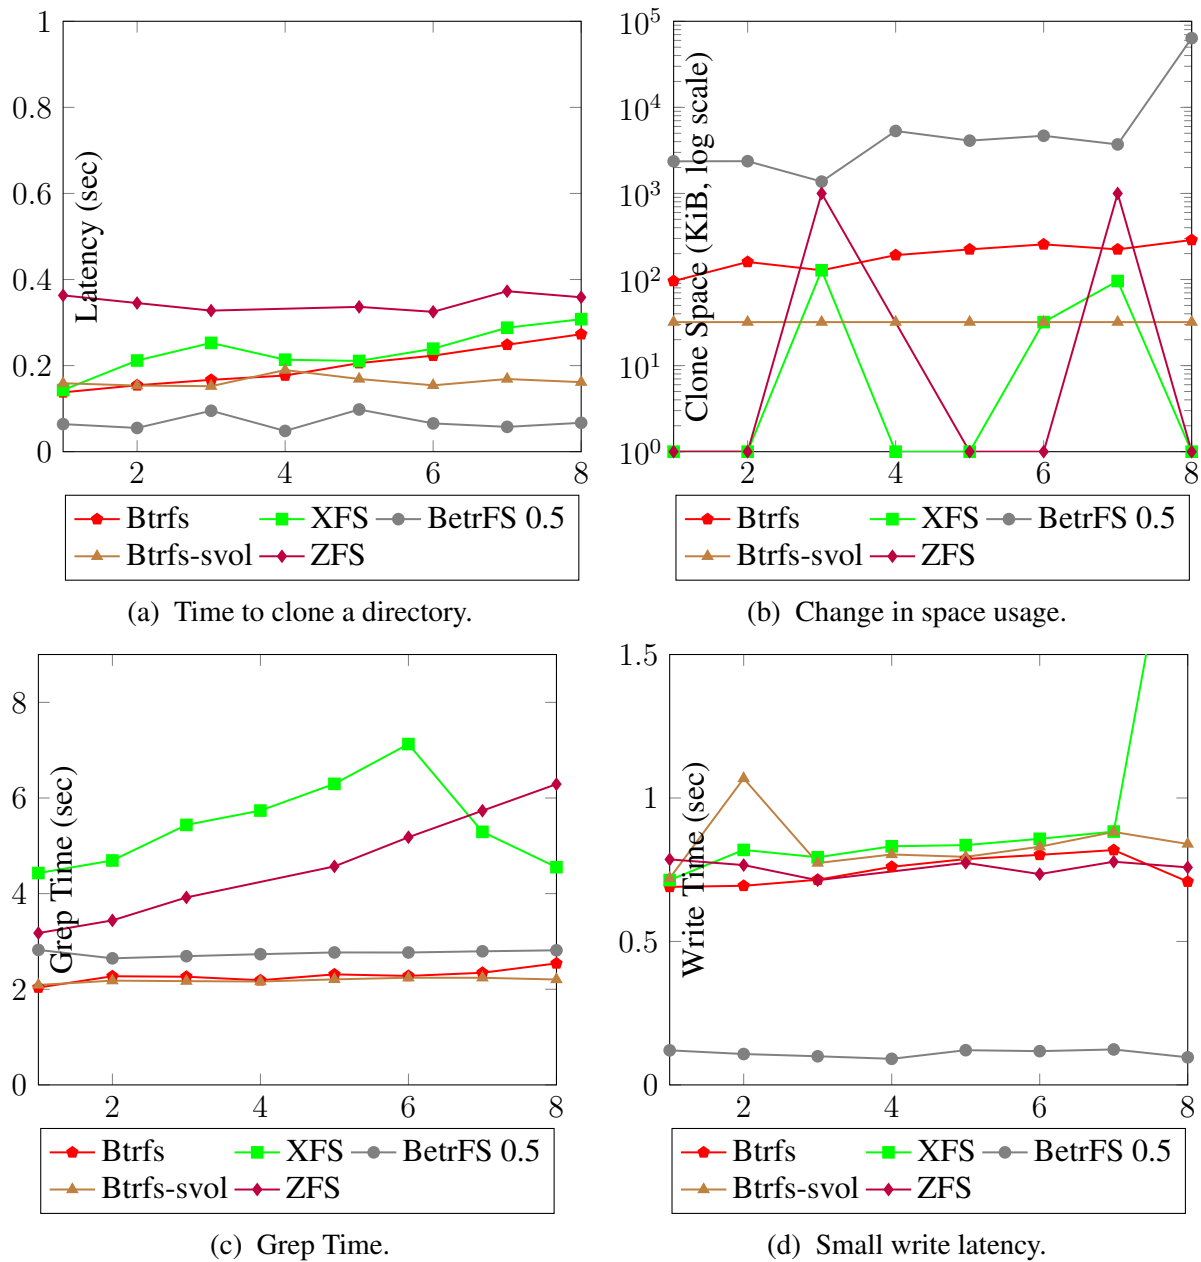 1
0.8
0.6
0.4
0.2
0
Latency (sec)
2 4 6 8
Btrfs XFS BetrFS 0.5
Btrfs-svol ZFS
(a) Time to clone a directory.
10^5
10^4
10^3
10^2
10^1
10^0
Clone Space (KiB, log scale)
2 4 6 8
Btrfs XFS BetrFS 0.5
Btrfs-svol ZFS
(b) Change in space usage.
8
6
4
2
0
Grep Time (sec)
2 4 6 8
Btrfs XFS BetrFS 0.5
Btrfs-svol ZFS
(c) Grep Time.
1.5
1
0.5
0
Write Time (sec)
2 4 6 8
Btrfs XFS BetrFS 0.5
Btrfs-svol ZFS
(d) Small write latency.